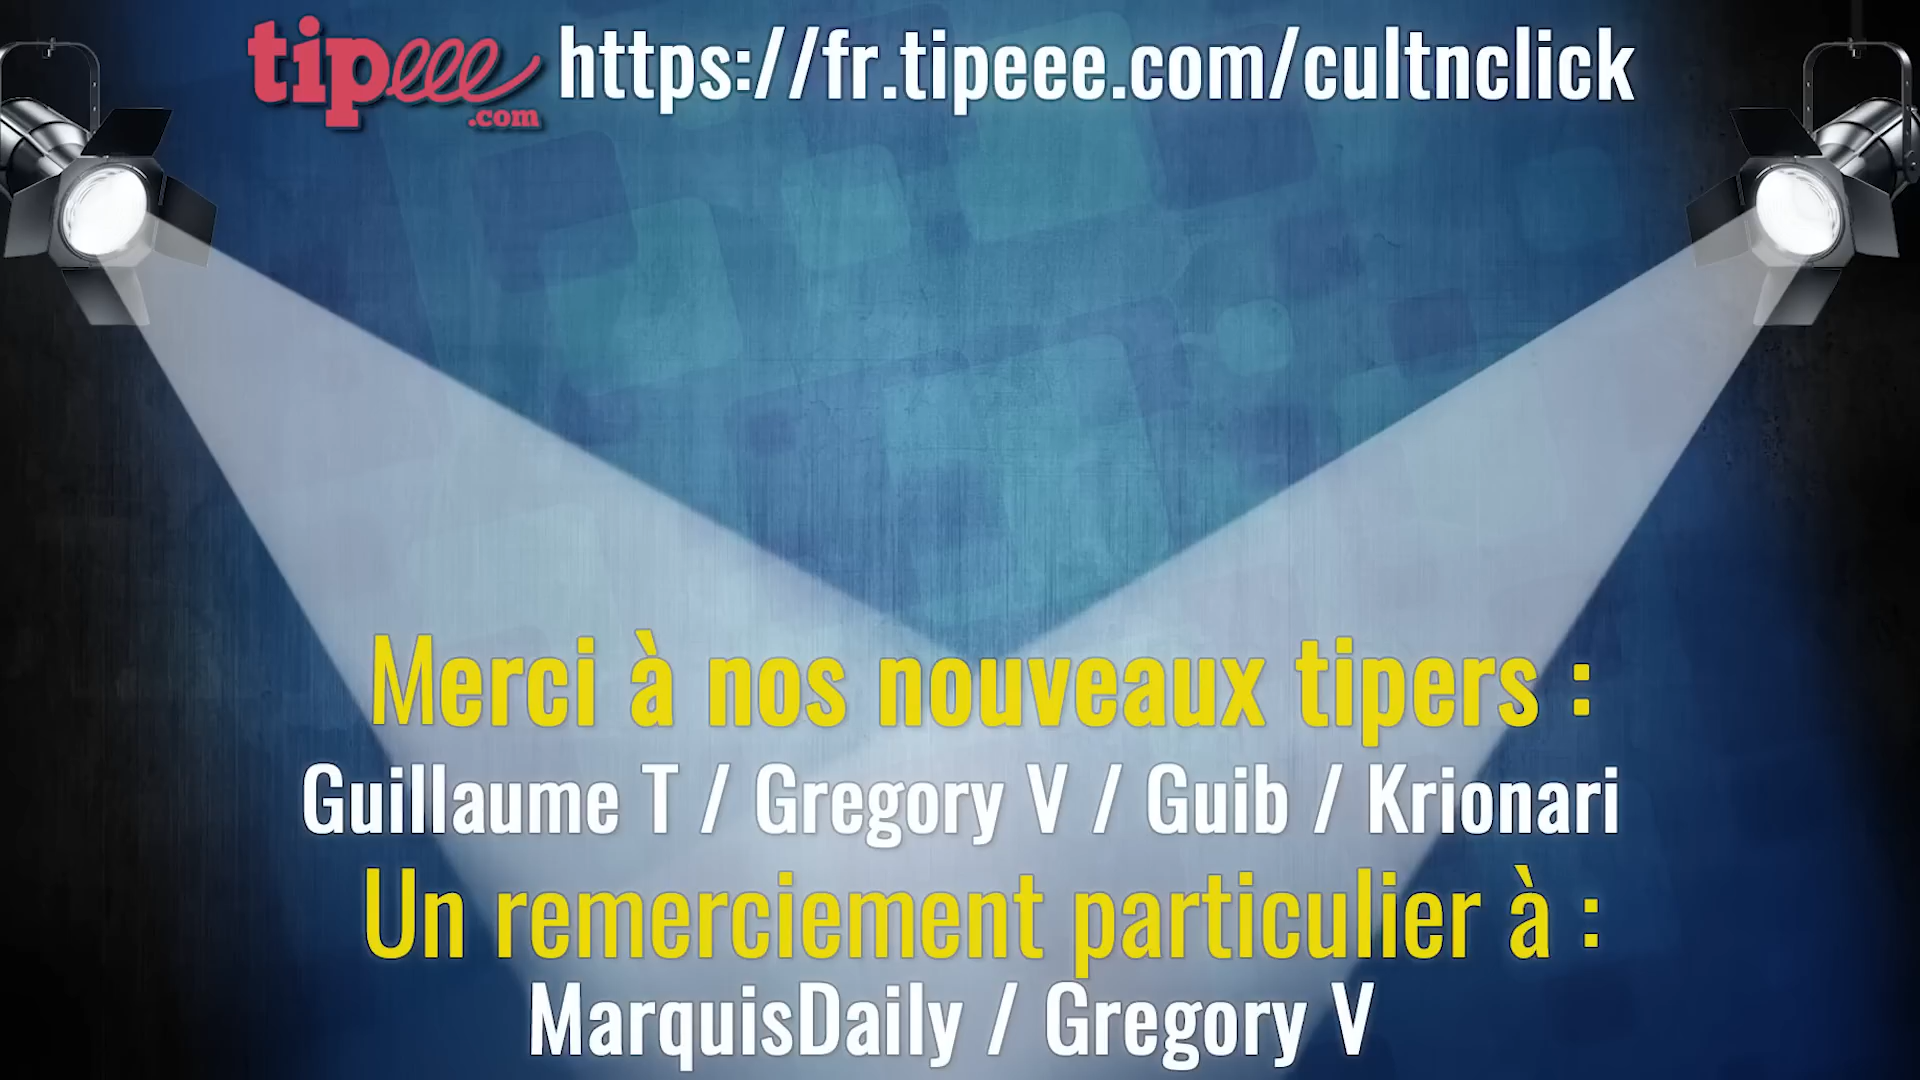 tipeee.com https://fr.tipeee.com/cultnclick
Merci à nos nouveaux tipers :
Guillaume T / Gregory V / Guib / Krionari
Un remerciement particulier à :
MarquisDaily / Gregory V